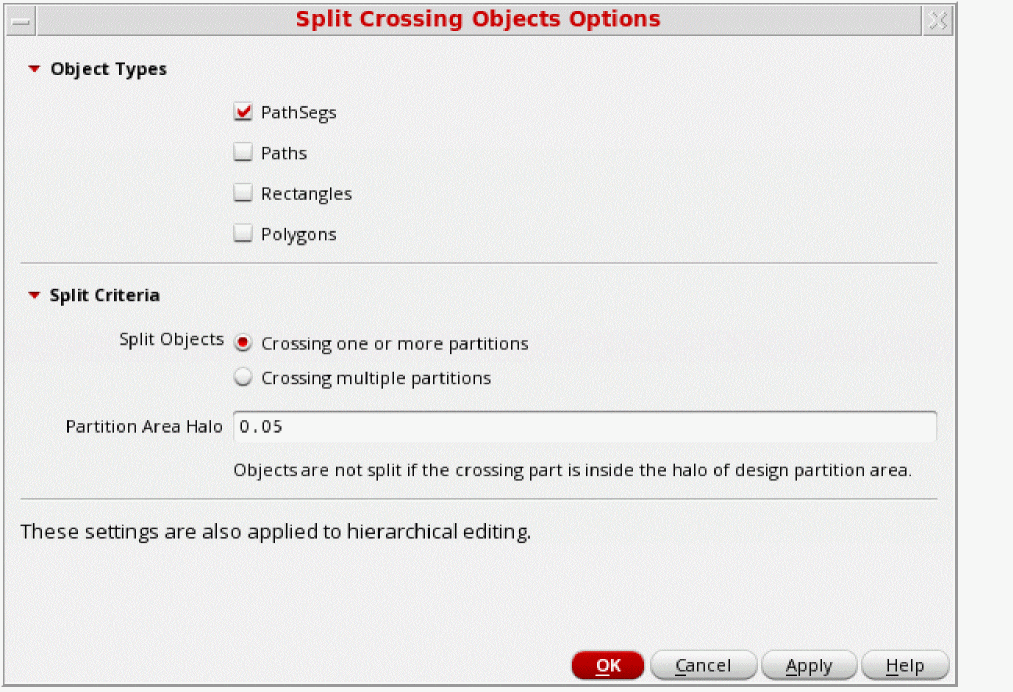 Split Crossing Objects Options
Object Types
PathSegs
Paths
Rectangles
Polygons
Split Criteria
Split Objects Crossing one or more partitions
Crossing multiple partitions
Partition Area Halo 0.05
Objects are not split if the crossing part is inside the halo of design partition area.
These settings are also applied to hierarchical editing.
OK Cancel Apply Help